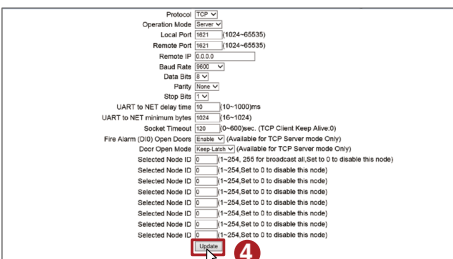 Protocol TCP
Operation Mode Server
Local Port 1621 (1024~65535)
Remote Port 1621 (1024~65535)
Remote IP 0.0.0.0
Baud Rate 9600
Data Bits 8
Parity None
Stop Bits 1
UART to NET delay time 10 (10~1000)ms
UART to NET minimum bytes 1024 (16~1024)
Socket Timeout 120 (0~600)sec. (TCP Client Keep Alive:0)
Fire Alarm (DI0) Open Doors Enable (Available for TCP Server mode Only)
Door Open Mode Keep-Latch (Available for TCP Server mode Only)
Selected Node ID 0 (1~254, 255 for broadcast all,Set to 0 to disable this node)
Selected Node ID 0 (1~254,Set to 0 to disable this node)
Selected Node ID 0 (1~254,Set to 0 to disable this node)
Selected Node ID 0 (1~254,Set to 0 to disable this node)
Selected Node ID 0 (1~254,Set to 0 to disable this node)
Selected Node ID 0 (1~254,Set to 0 to disable this node)
Selected Node ID 0 (1~254,Set to 0 to disable this node)
Selected Node ID 0 (1~254,Set to 0 to disable this node)
Update 4